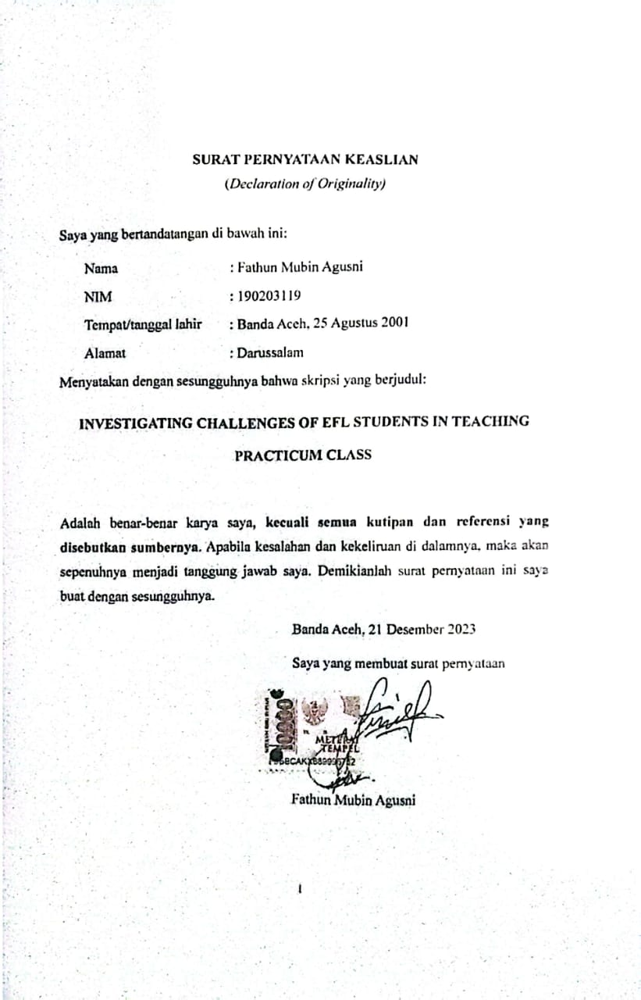 SURAT PERNYATAAN KEASLIAN
(Declaration of Originality)
Saya yang bertandatangan di bawah ini:
Nama : Fathun Mubin Agusni
NIM : 190203119
Tempat/tanggal lahir : Banda Aceh, 25 Agustus 2001
Alamat : Darussalam
Menyatakan dengan sesungguhnya bahwa skripsi yang berjudul:
INVESTIGATING CHALLENGES OF EFL STUDENTS IN TEACHING
PRACTICUM CLASS
Adalah benar-benar karya saya, kecuali semua kutipan dan referensi yang
disebutkan sumbernya. Apabila kesalahan dan kekeliruan di dalamnya, maka akan
sepenuhnya menjadi tanggung jawab saya. Demikianlah surat pernyataan ini saya
buat dengan sesungguhnya.
Banda Aceh, 21 Desember 2023
Saya yang membuat surat pernyataan
10000
METERAI
TEMPEL
Fathun Mubin Agusni
I